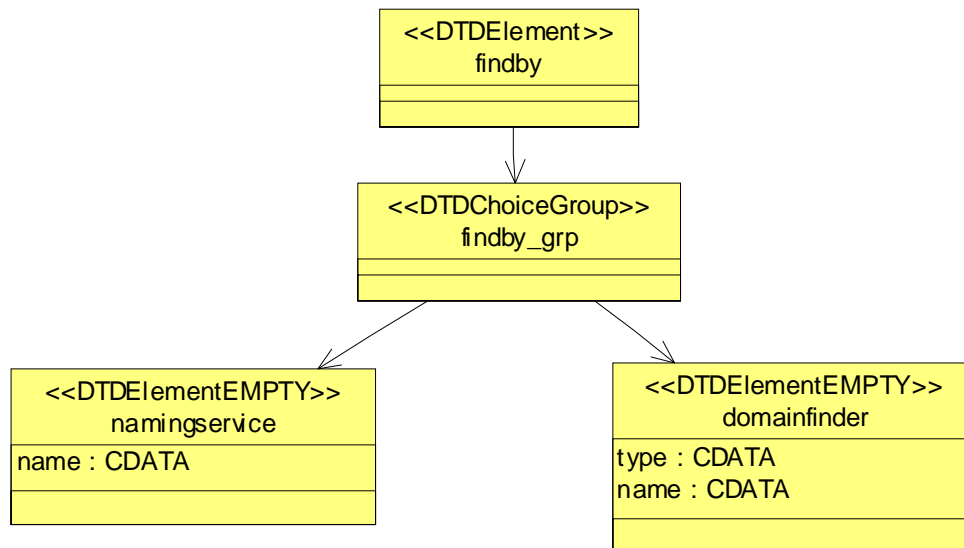 <<DTDElement>>
findby
<<DTDChoiceGroup>>
findby_grp
<<DTDElementEMPTY>>
namingservice
name : CDATA
<<DTDElementEMPTY>>
domainfinder
type : CDATA
name : CDATA